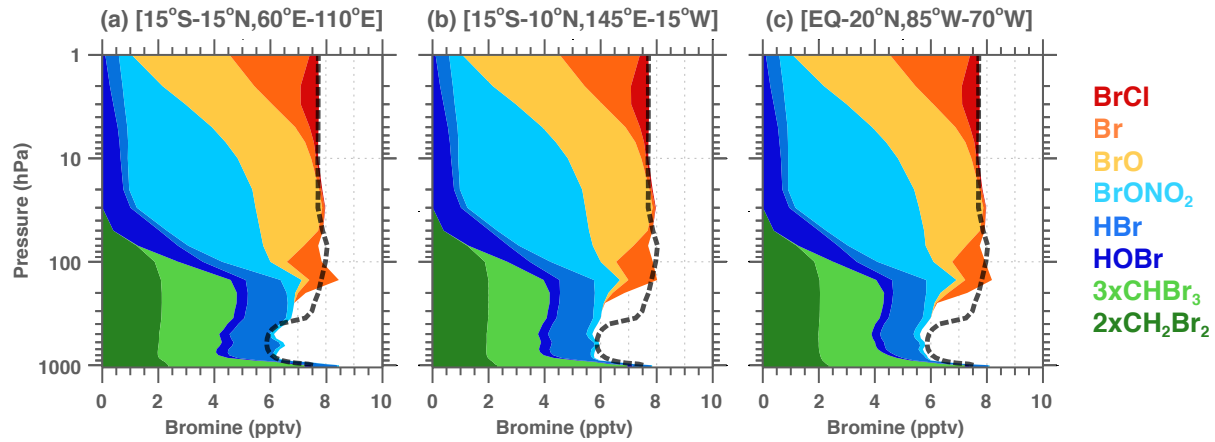 (a) [15°S-15°N,60°E-110°E]
(b) [15°S-10°N,145°E-15°W]
(c) [EQ-20°N,85°W-70°W]
Pressure (hPa)
1
10
100
1000
0 2 4 6 8 10
0 2 4 6 8 10
0 2 4 6 8 10
Bromine (pptv)
Bromine (pptv)
Bromine (pptv)
BrCl
Br
BrO
BrONO₂
HBr
HOBr
3xCHBr₃
2xCH₂Br₂